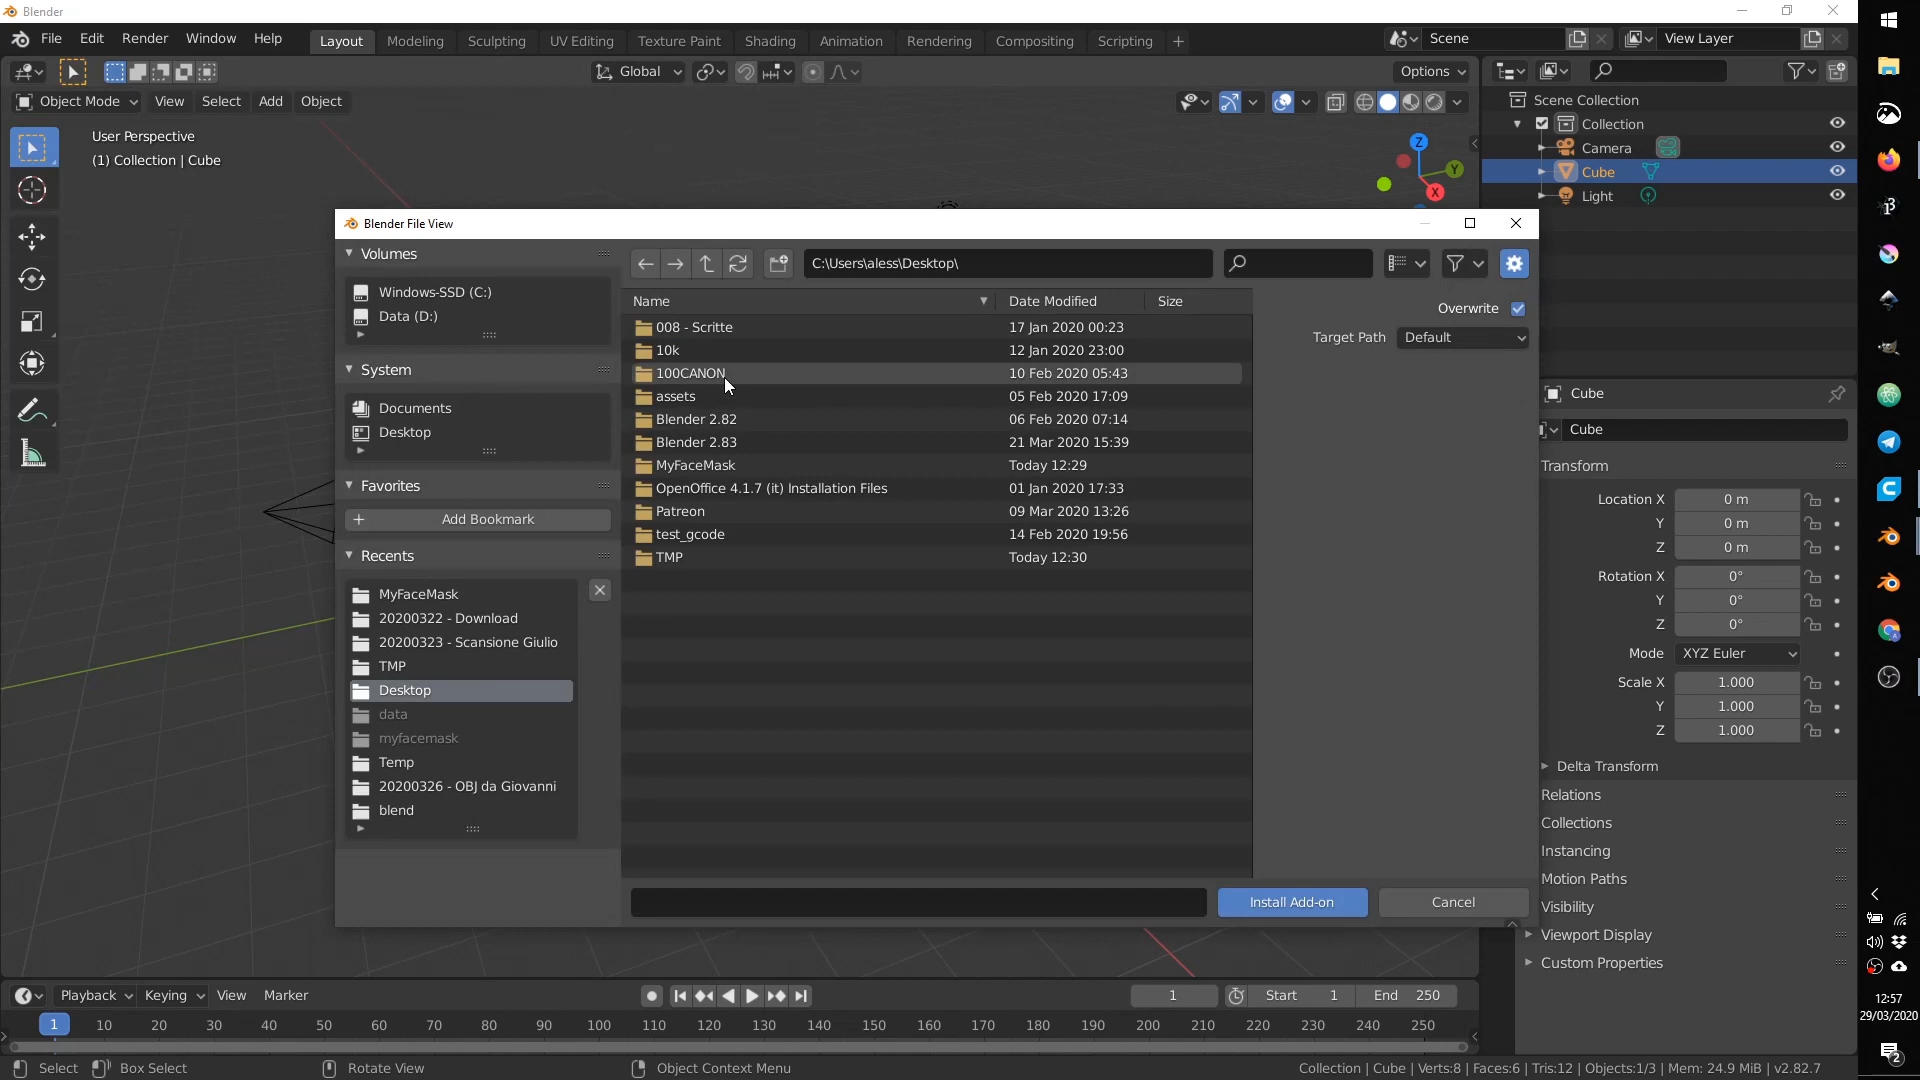 Blender
File Edit Render Window Help Layout Modeling Sculpting UV Editing Texture Paint Shading Animation Rendering Compositing Scripting + Scene View Layer
Global Options
Object Mode View Select Add Object
User Perspective
(1) Collection | Cube
Z
Y
X
Scene Collection
Collection
Camera
Cube
Light
Blender File View
Volumes
Windows-SSD (C:)
Data (D:)
System
Documents
Desktop
Favorites
+ Add Bookmark
Recents
MyFaceMask
20200322 - Download
20200323 - Scansione Giulio
TMP
Desktop
data
myfacemask
Temp
20200326 - OBJ da Giovanni
blend
C:\Users\aless\Desktop\
Name Date Modified Size
008 - Scritte 17 Jan 2020 00:23
10k 12 Jan 2020 23:00
100CANON 10 Feb 2020 05:43
assets 05 Feb 2020 17:09
Blender 2.82 06 Feb 2020 07:14
Blender 2.83 21 Mar 2020 15:39
MyFaceMask Today 12:29
OpenOffice 4.1.7 (it) Installation Files 01 Jan 2020 17:33
Patreon 09 Mar 2020 13:26
test_gcode 14 Feb 2020 19:56
TMP Today 12:30
Overwrite
Target Path Default
Install Add-on Cancel
Cube
Cube
Transform
Location X 0 m
Y 0 m
Z 0 m
Rotation X 0°
Y 0°
Z 0°
Mode XYZ Euler
Scale X 1.000
Y 1.000
Z 1.000
Delta Transform
Relations
Collections
Instancing
Motion Paths
Visibility
Viewport Display
Custom Properties
Playback Keying View Marker 1 Start 1 End 250
1 10 20 30 40 50 60 70 80 90 100 110 120 130 140 150 160 170 180 190 200 210 220 230 240 250
Select Box Select Rotate View Object Context Menu Collection | Cube | Verts:8 | Faces:6 | Tris:12 | Objects:1/3 | Mem: 24.9 MiB | v2.82.7
12:57
29/03/2020
2